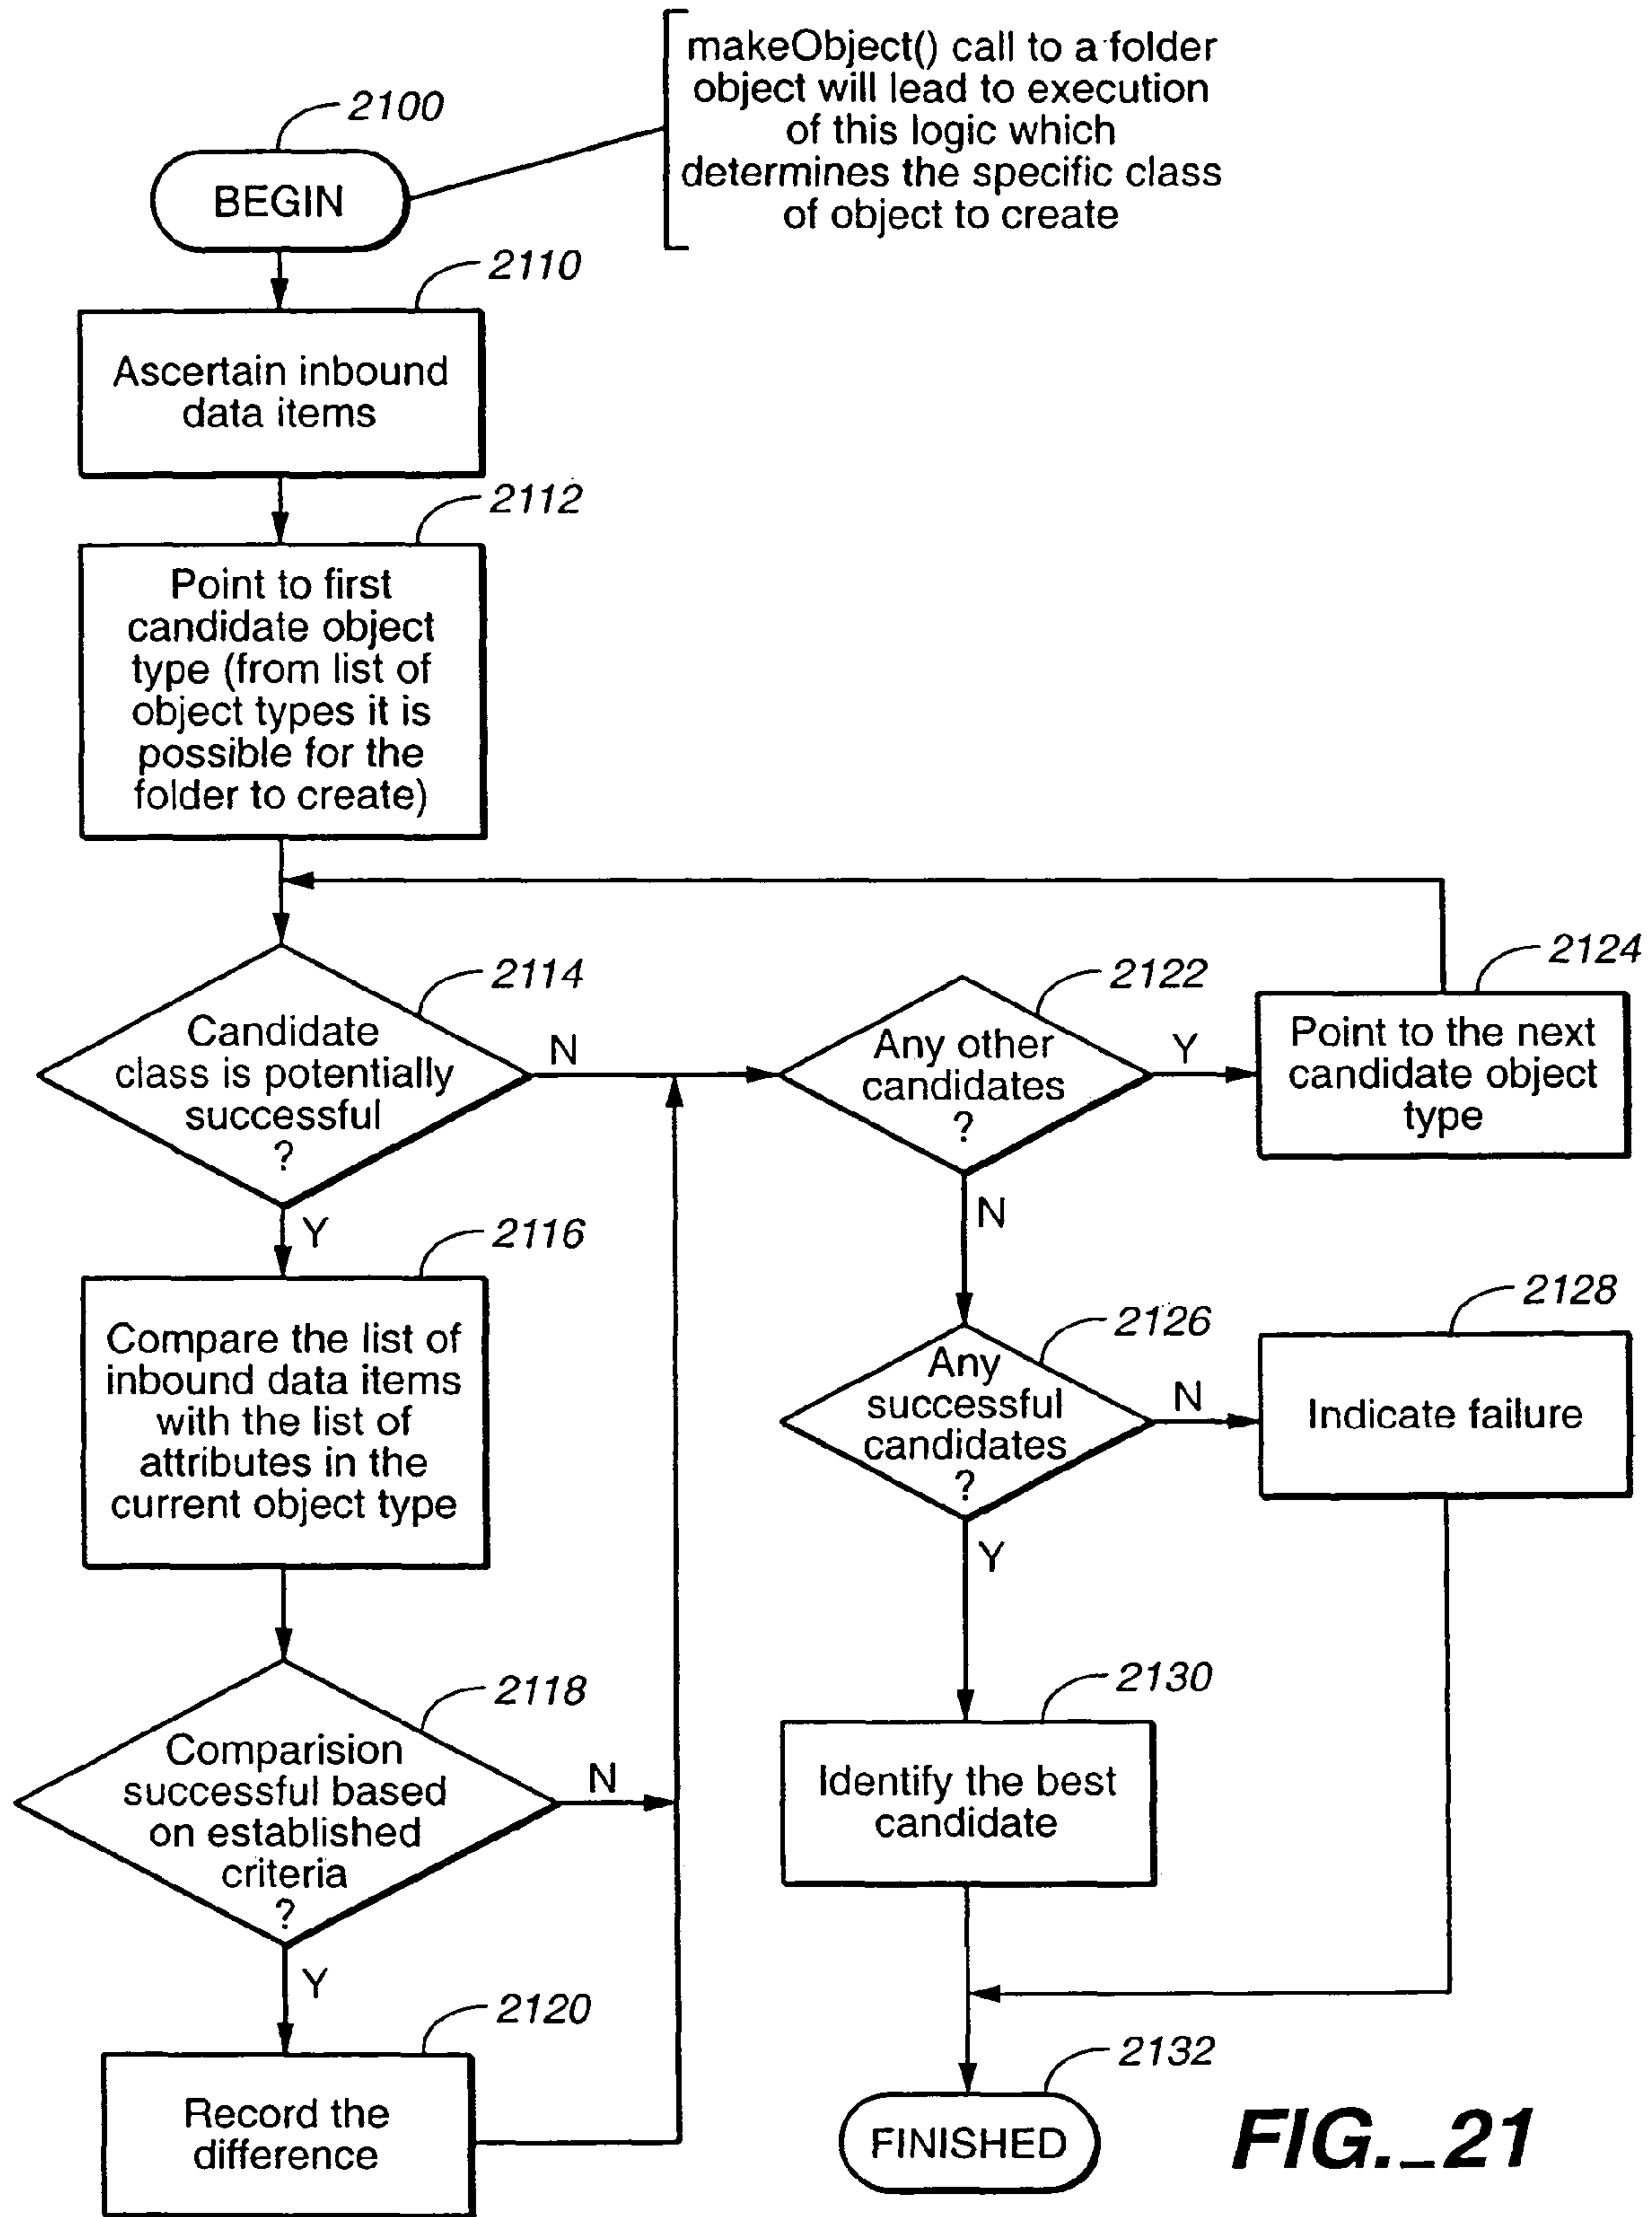 makeObject() call to a folder
object will lead to execution
of this logic which
determines the specific class
of object to create
2100
BEGIN
2110
Ascertain inbound
data items
2112
Point to first
candidate object
type (from list of
object types it is
possible for the
folder to create)
2114
Candidate
class is potentially
successful
?
N
Y
2122
Any other
candidates
?
Y
N
2124
Point to the next
candidate object
type
2116
Compare the list of
inbound data items
with the list of
attributes in the
current object type
2126
Any
successful
candidates
?
N
Y
2128
Indicate failure
2118
Comparision
successful based
on established
criteria
?
N
Y
2130
Identify the best
candidate
2120
Record the
difference
2132
FINISHED
FIG._21